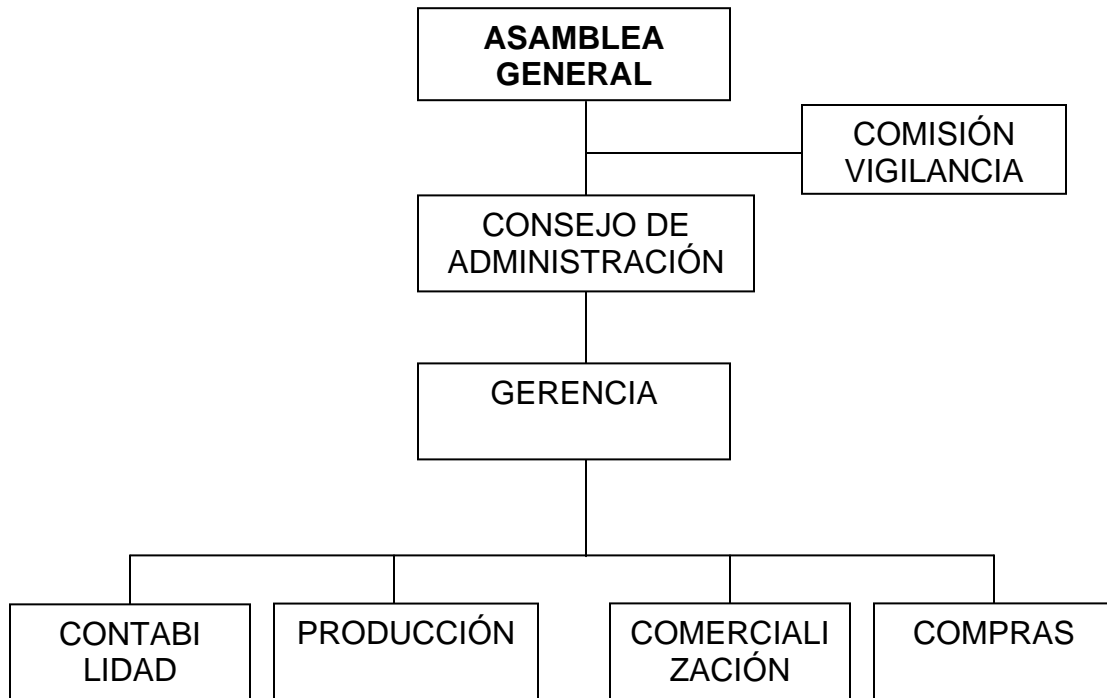 ASAMBLEA
GENERAL
COMISIÓN
VIGILANCIA
CONSEJO DE
ADMINISTRACIÓN
GERENCIA
CONTABI
LIDAD
PRODUCCIÓN
COMERCIALI
ZACIÓN
COMPRAS